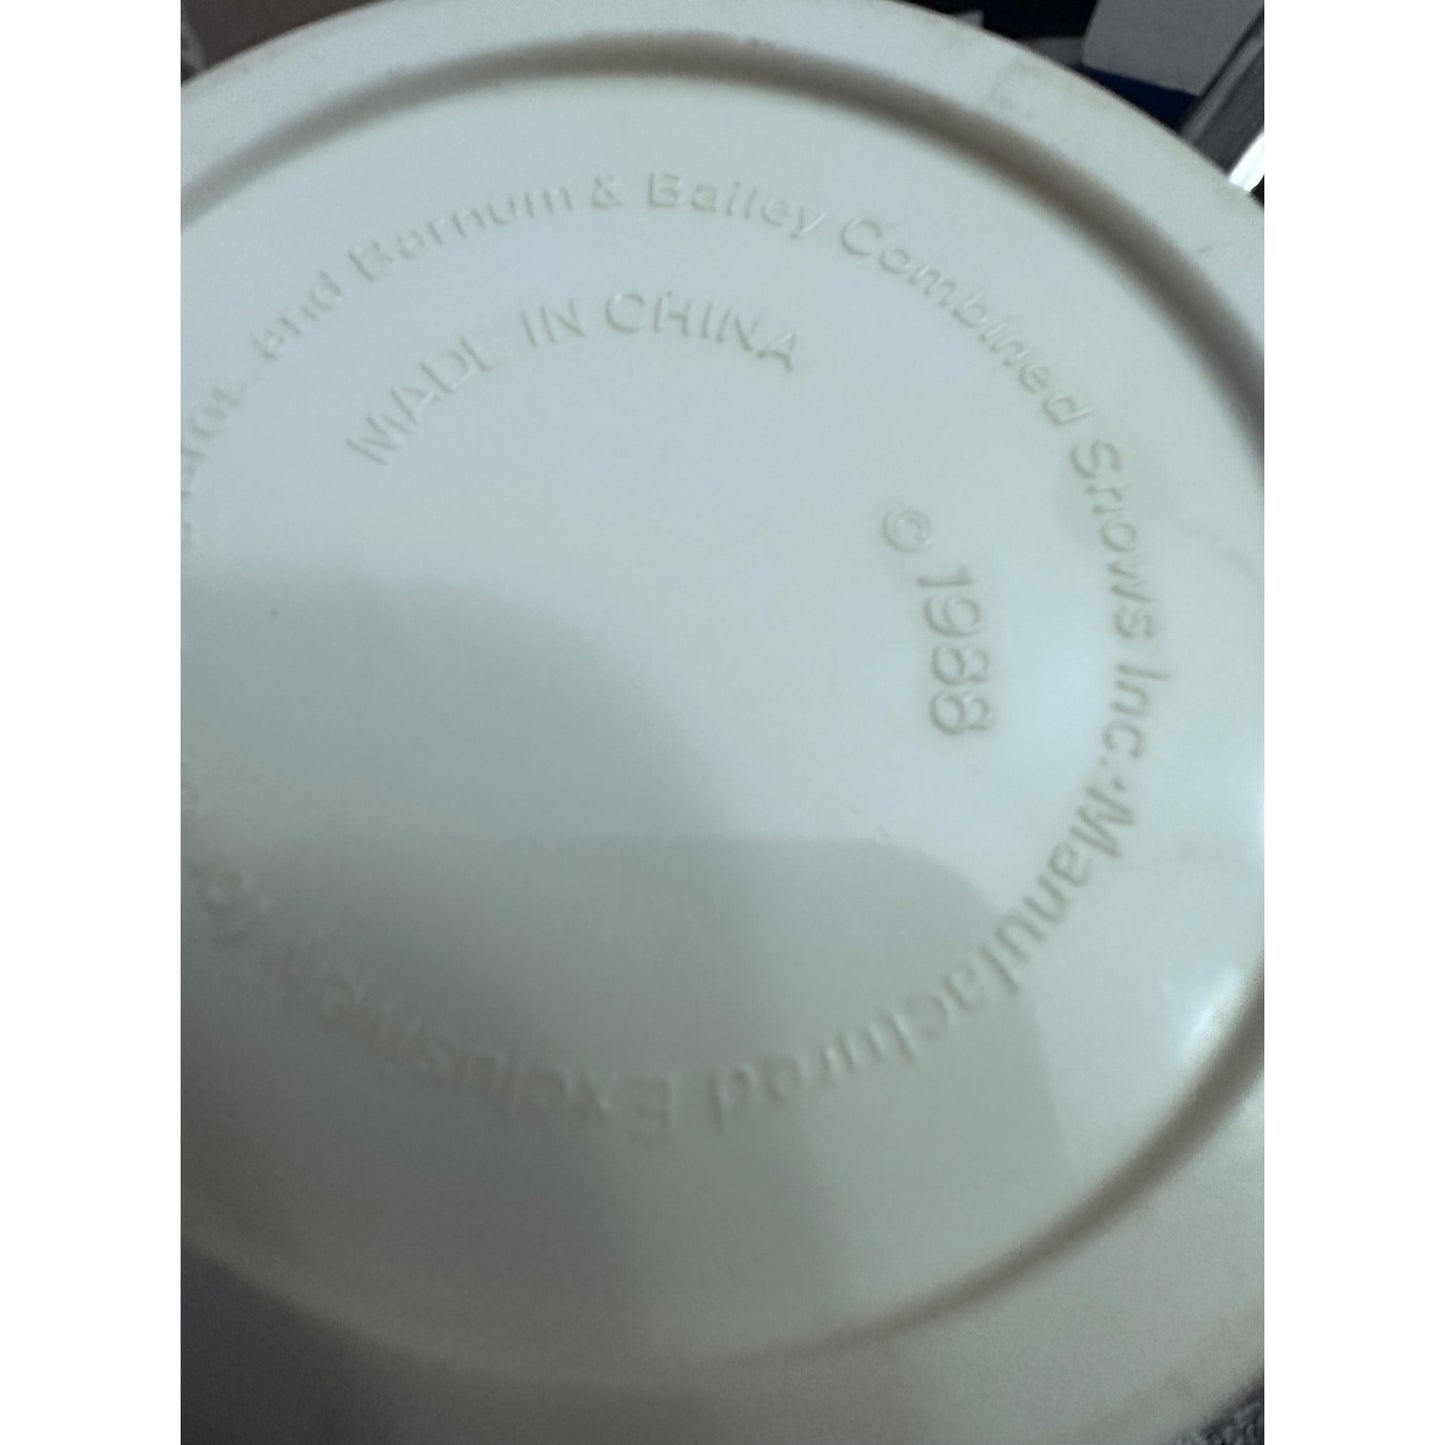 and Barnum & Bailey Combined Shows Inc.·Manufactured Exclusively
MADE IN CHINA
© 1988